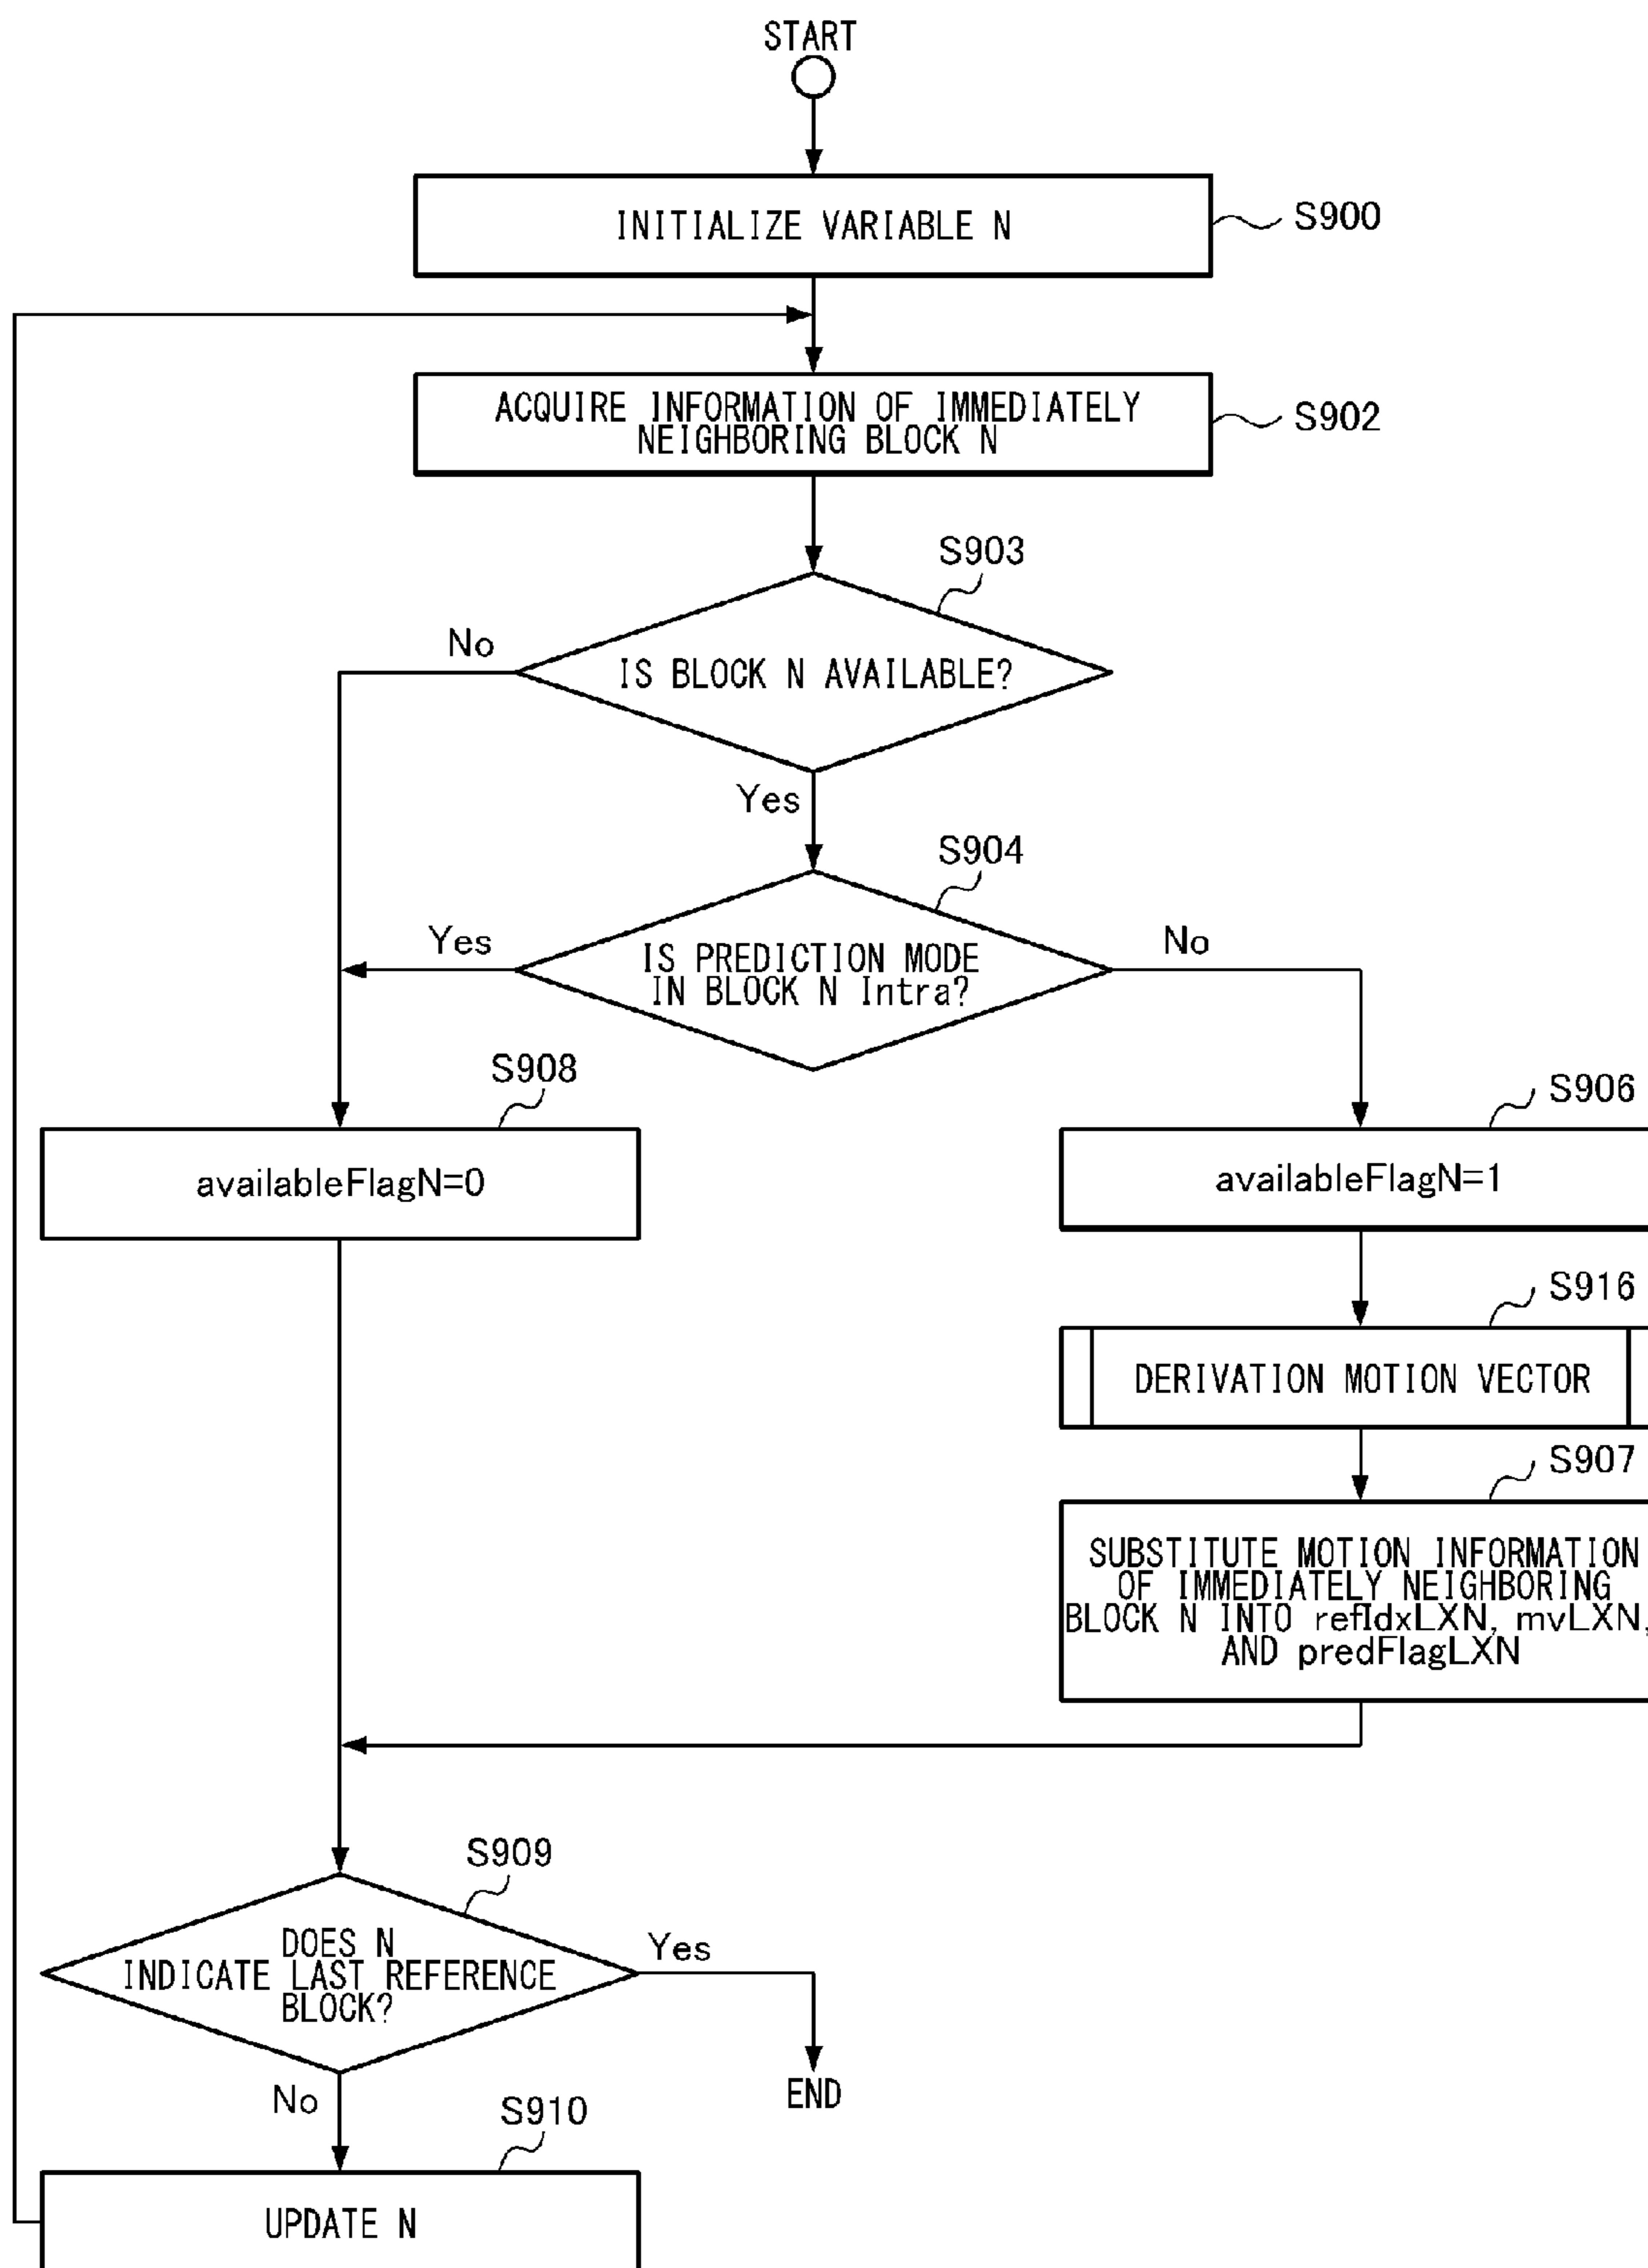 START
INITIALIZE VARIABLE N
S900
ACQUIRE INFORMATION OF IMMEDIATELY
NEIGHBORING BLOCK N
S902
S903
No
IS BLOCK N AVAILABLE?
Yes
S904
Yes
IS PREDICTION MODE
IN BLOCK N Intra?
No
S908
availableFlagN=0
S906
availableFlagN=1
S916
DERIVATION MOTION VECTOR
S907
SUBSTITUTE MOTION INFORMATION
OF IMMEDIATELY NEIGHBORING
BLOCK N INTO refIdxLXN, mvLXN,
AND predFlagLXN
S909
DOES N
INDICATE LAST REFERENCE
BLOCK?
Yes
END
No
S910
UPDATE N